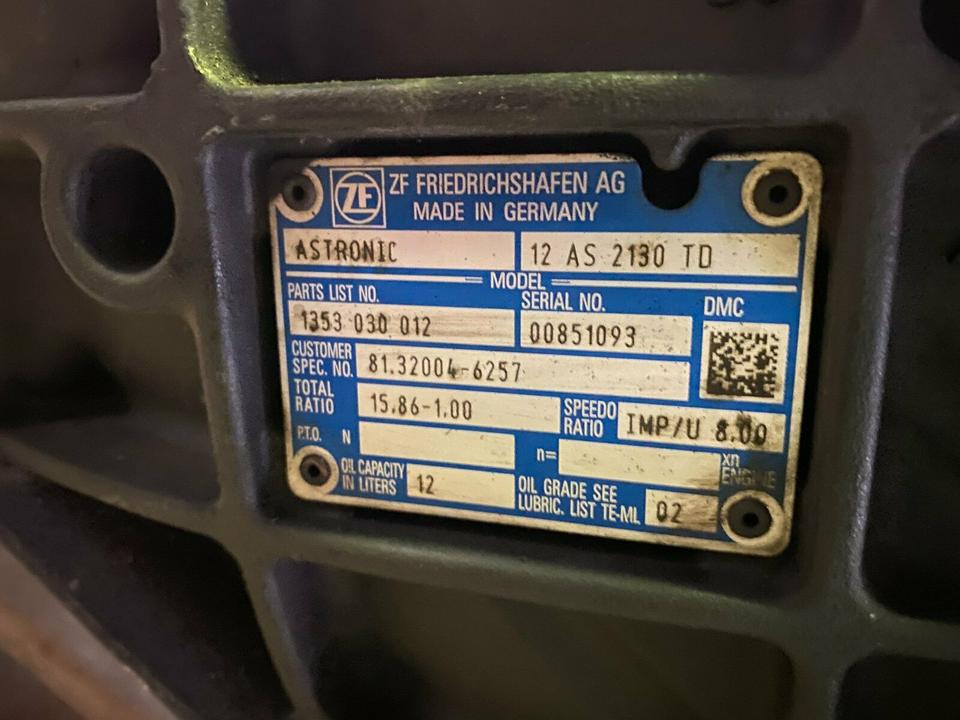 ZF ZF FRIEDRICHSHAFEN AG
MADE IN GERMANY
ASTRONIC 12 AS 2130 TD
MODEL
PARTS LIST NO. SERIAL NO. DMC
1353 030 012 00851093
CUSTOMER SPEC. NO. 81.32004-6257
TOTAL RATIO 15.86-1.00 SPEEDO RATIO IMP/U 8.00
P.T.O. N n= xn ENGINE
OIL CAPACITY IN LITERS 12 OIL GRADE SEE LUBRIC. LIST TE-ML 02